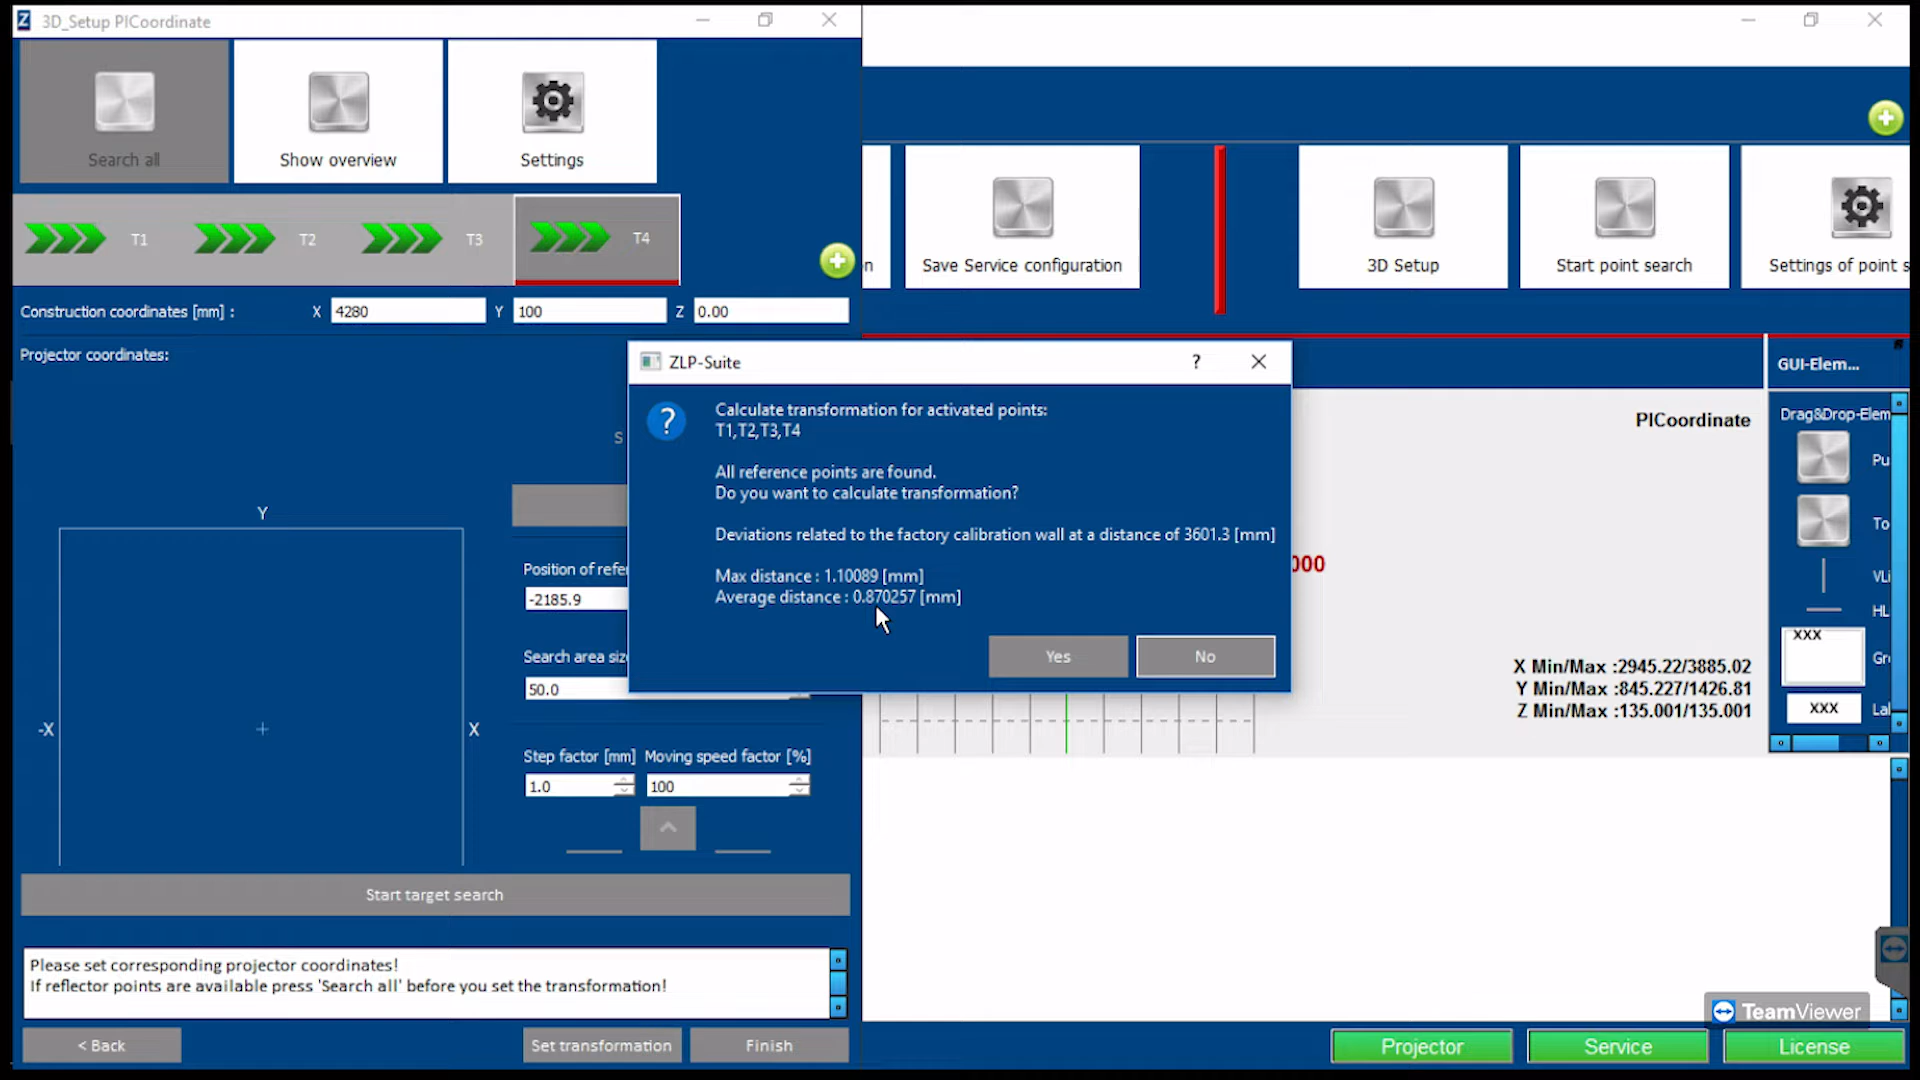 3D_Setup PICoordinate
Search all
Show overview
Settings
T1
T2
T3
T4
Construction coordinates [mm] :
X
4280
Y
100
Z
0.00
Projector coordinates:
S
Y
-X
X
Position of refe
-2185.9
Search area siz
50.0
Step factor [mm]
Moving speed factor [%]
1.0
100
Start target search
Please set corresponding projector coordinates!
If reflector points are available press 'Search all' before you set the transformation!
< Back
Set transformation
Finish
n
Save Service configuration
3D Setup
Start point search
Settings of point s
ZLP-Suite
?
Calculate transformation for activated points:
T1,T2,T3,T4
All reference points are found.
Do you want to calculate transformation?
Deviations related to the factory calibration wall at a distance of 3601.3 [mm]
Max distance : 1.10089 [mm]
Average distance : 0.870257 [mm]
Yes
No
PICoordinate
000
X Min/Max :2945.22/3885.02
Y Min/Max :845.227/1426.81
Z Min/Max :135.001/135.001
GUI-Elem...
Drag&Drop-Elem
Pu
To
VLi
HL
XXX
Gr
XXX
Lal
TeamViewer
Projector
Service
License